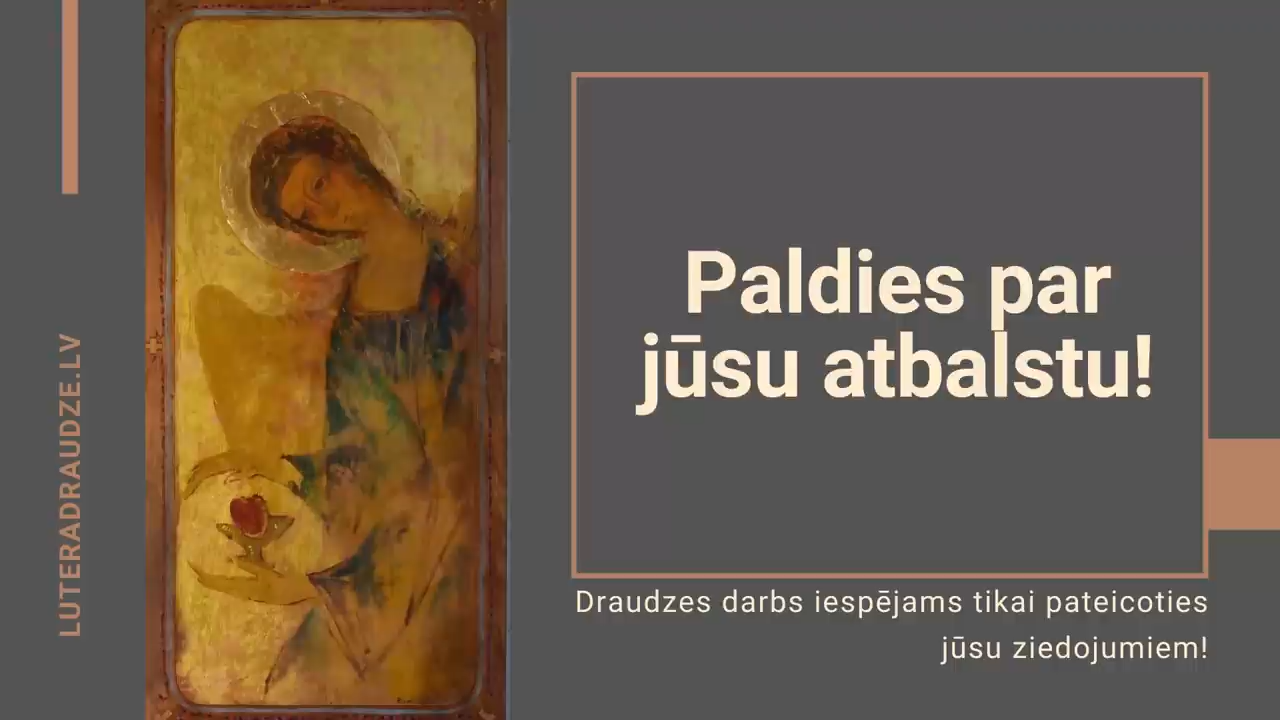 LUTERADRAUDZE.LV
Paldies par
jūsu atbalstu!
Draudzes darbs iespējams tikai pateicoties
jūsu ziedojumiem!